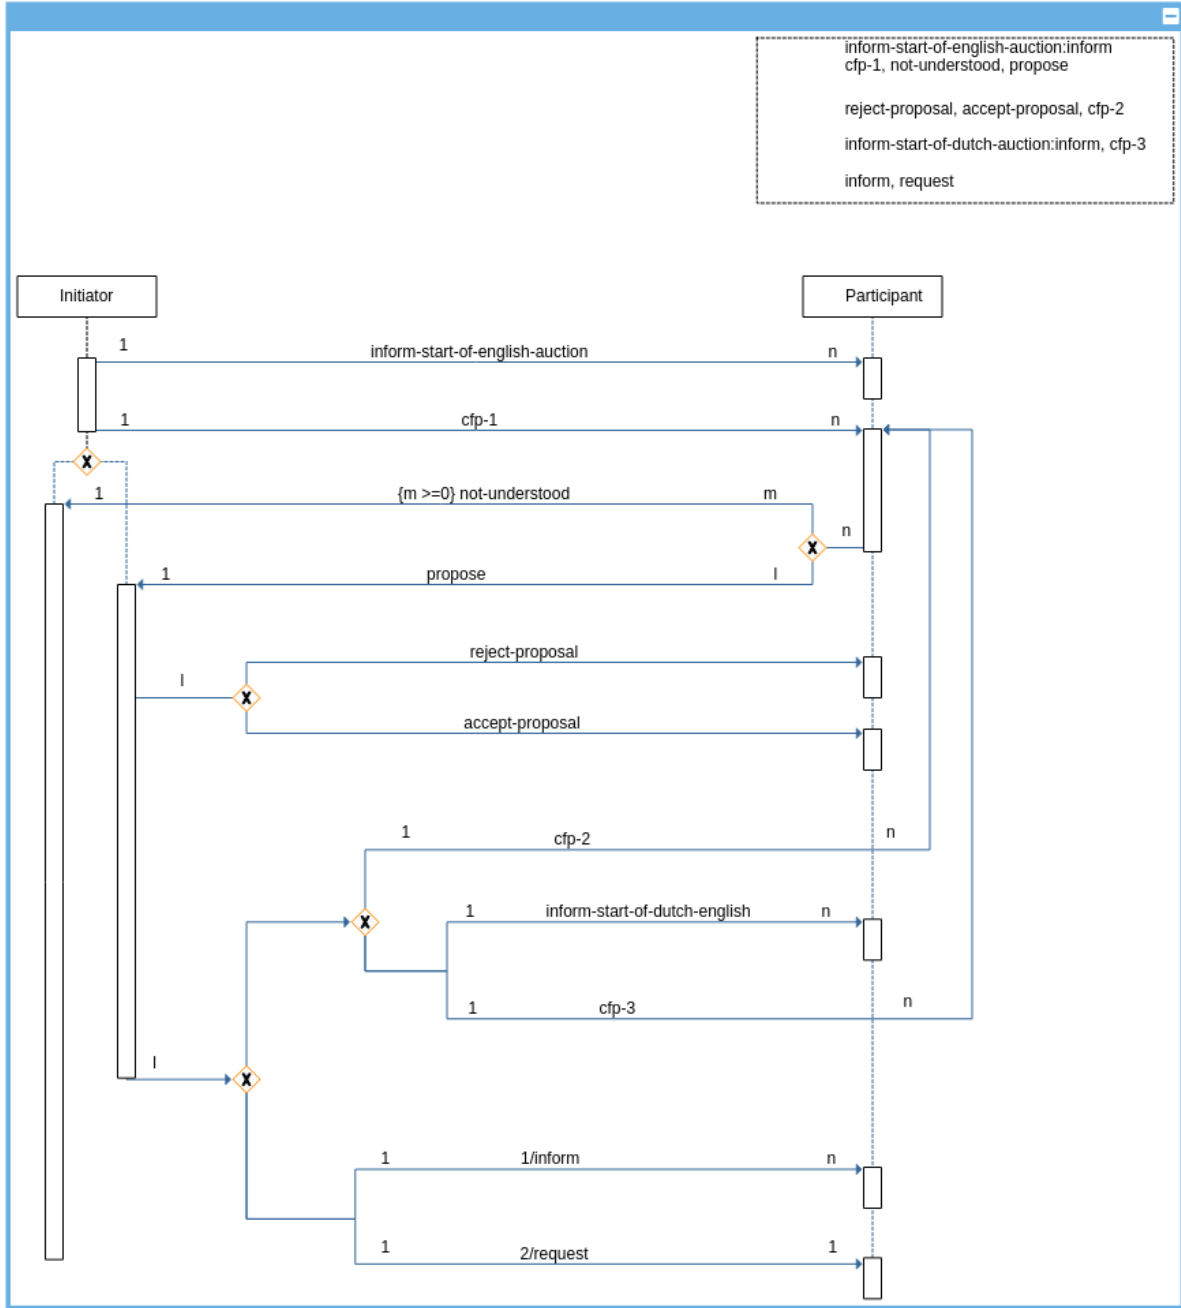 inform-start-of-english-auction:inform
cfp-1, not-understood, propose
reject-proposal, accept-proposal, cfp-2
inform-start-of-dutch-auction:inform, cfp-3
inform, request
Initiator
Participant
1 inform-start-of-english-auction n
1 cfp-1 n
X
1 {m >=0} not-understood m
X n
1 propose l
reject-proposal
l X
accept-proposal
1 cfp-2 n
X
1 inform-start-of-dutch-english n
1 cfp-3 n
l X
1 1/inform n
1 2/request 1